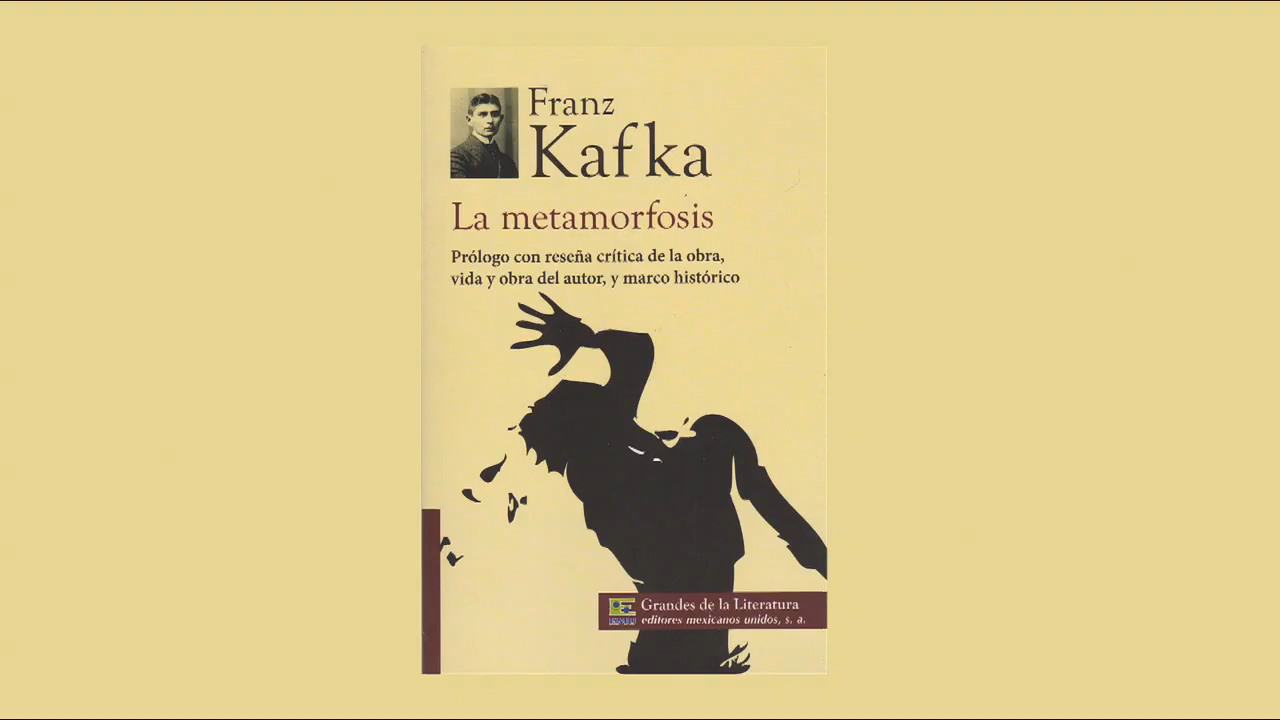 Franz
Kafka
La metamorfosis
Prólogo con reseña crítica de la obra,
vida y obra del autor, y marco histórico
Grandes de la Literatura
EMU editores mexicanos unidos, s. a.